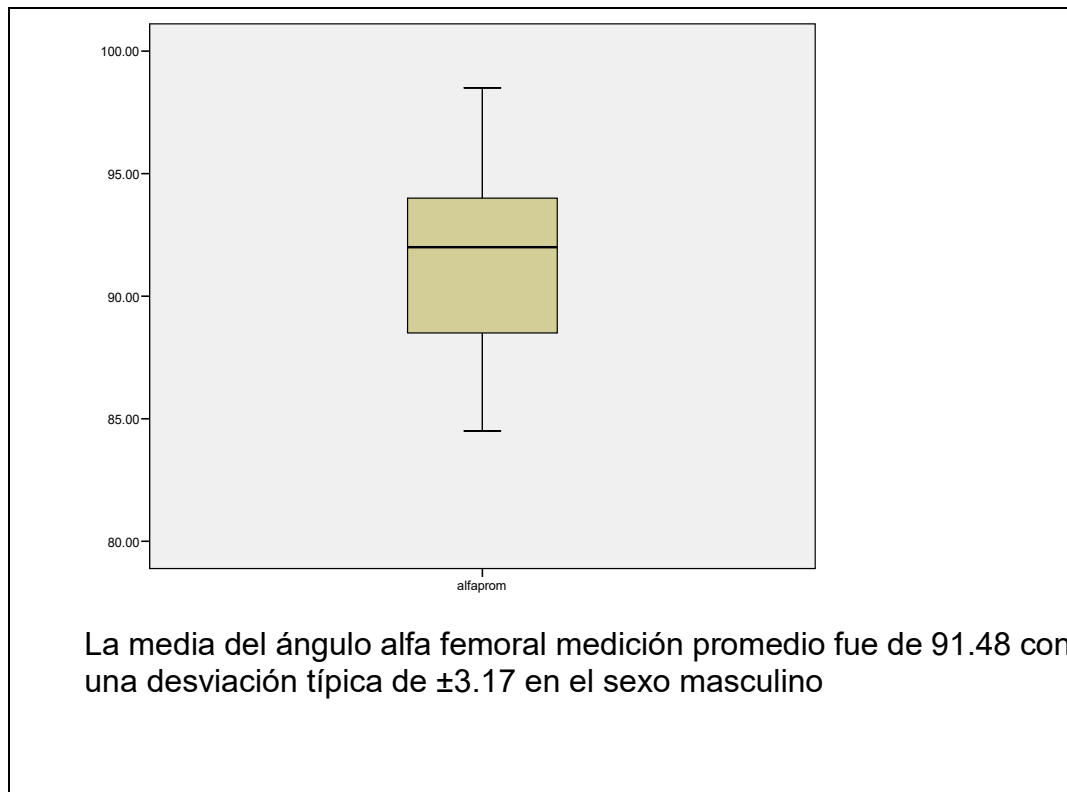 100.00
95.00
90.00
85.00
80.00
alfaprom
La media del ángulo alfa femoral medición promedio fue de 91.48 con
una desviación típica de ±3.17 en el sexo masculino